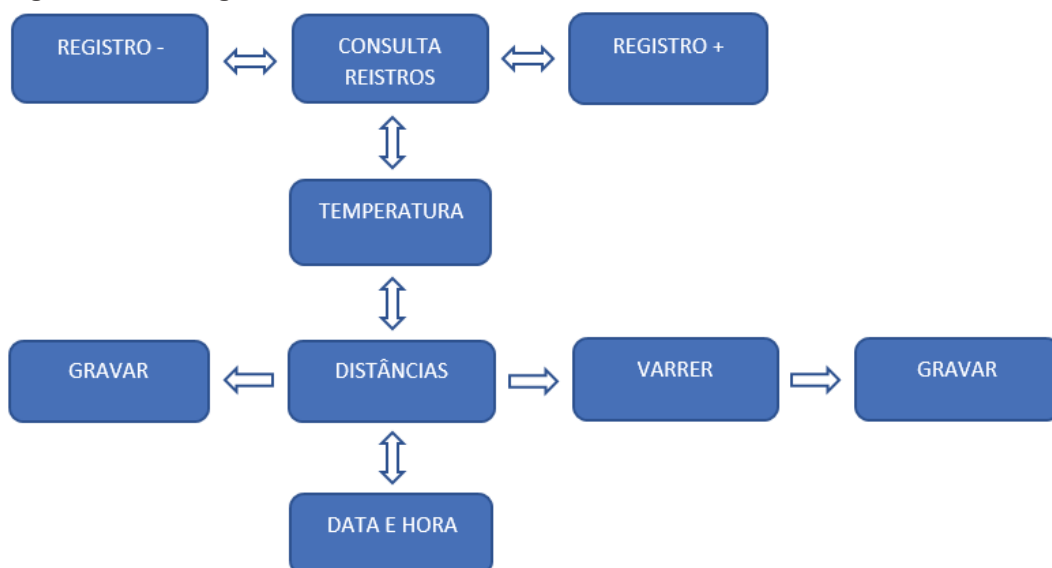 REGISTRO -
CONSULTA
REISTROS
REGISTRO +
TEMPERATURA
GRAVAR
DISTÂNCIAS
VARRER
GRAVAR
DATA E HORA